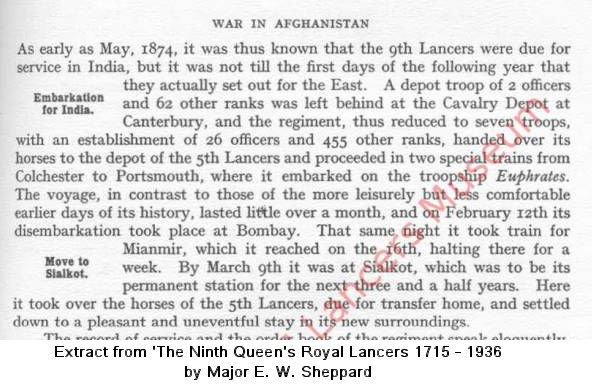 WAR IN AFGHANISTAN
As early as May, 1874, it was thus known that the 9th Lancers were due for
service in India, but it was not till the first days of the following year that
they actually set out for the East. A depot troop of 2 officers
Embarkation
for India.
and 62 other ranks was left behind at the Cavalry Depot at
Canterbury, and the regiment, thus reduced to seven troops,
with an establishment of 26 officers and 455 other ranks, handed over its
horses to the depot of the 5th Lancers and proceeded in two special trains from
Colchester to Portsmouth, where it embarked on the troopship Euphrates.
The voyage, in contrast to those of the more leisurely but less comfortable
earlier days of its history, lasted little over a month, and on February 12th its
disembarkation took place at Bombay. That same night it took train for
Move to
Sialkot.
Mianmir, which it reached on the 16th, halting there for a
week. By March 9th it was at Sialkot, which was to be its
permanent station for the next three and a half years. Here
it took over the horses of the 5th Lancers, due for transfer home, and settled
down to a pleasant and uneventful stay in its new surroundings.
The record of service and the order book of the regiment speak eloquently
Lancers Museum
Extract from 'The Ninth Queen's Royal Lancers 1715 - 1936
by Major E. W. Sheppard